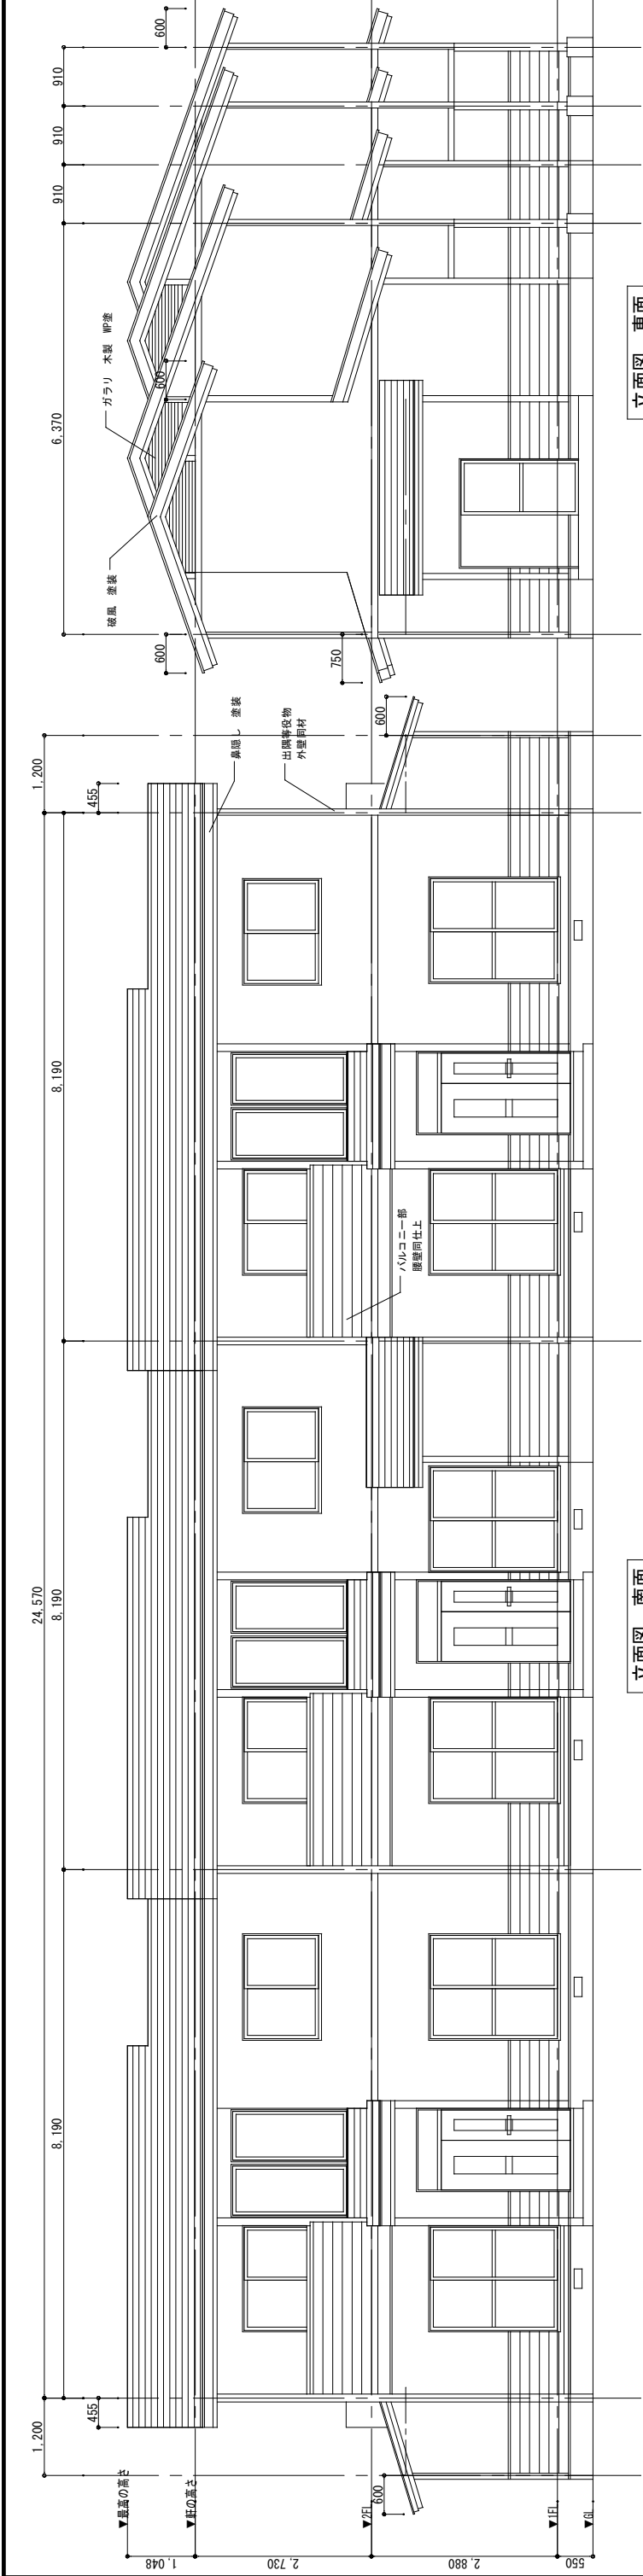 1,200
24,570
1,200
455
8,190
8,190
8,190
455
▼最高の高さ
▼軒の高さ
▼2FL
▼1FL
▼GL
1,048
2,730
2,880
550
600
600
鼻隠し 塗装
出隅等役物
外壁同材
バルコニー部
腰壁同仕上
立面図 南面
6,370
910
910
910
600
600
600
750
破風 塗装
ガラリ 木製 WP塗
立面図 東面